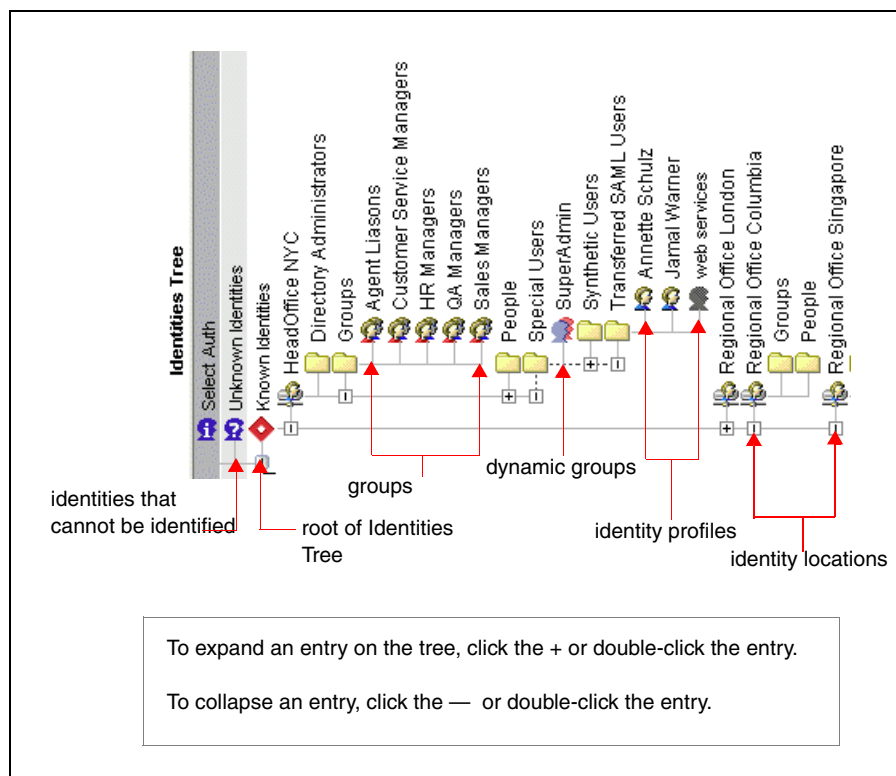 Identities Tree
Select Auth
Unknown Identities
Known Identities
HeadOffice NYC
Directory Administrators
Groups
Agent Liasons
Customer Service Managers
HR Managers
QA Managers
Sales Managers
People
Special Users
SuperAdmin
Synthetic Users
Transferred SAML Users
Annette Schulz
Jamal Warner
web services
Regional Office London
Regional Office Columbia
Groups
People
Regional Office Singapore
identities that
cannot be identified
root of Identities
Tree
groups
dynamic groups
identity profiles
identity locations
To expand an entry on the tree, click the + or double-click the entry.
To collapse an entry, click the — or double-click the entry.